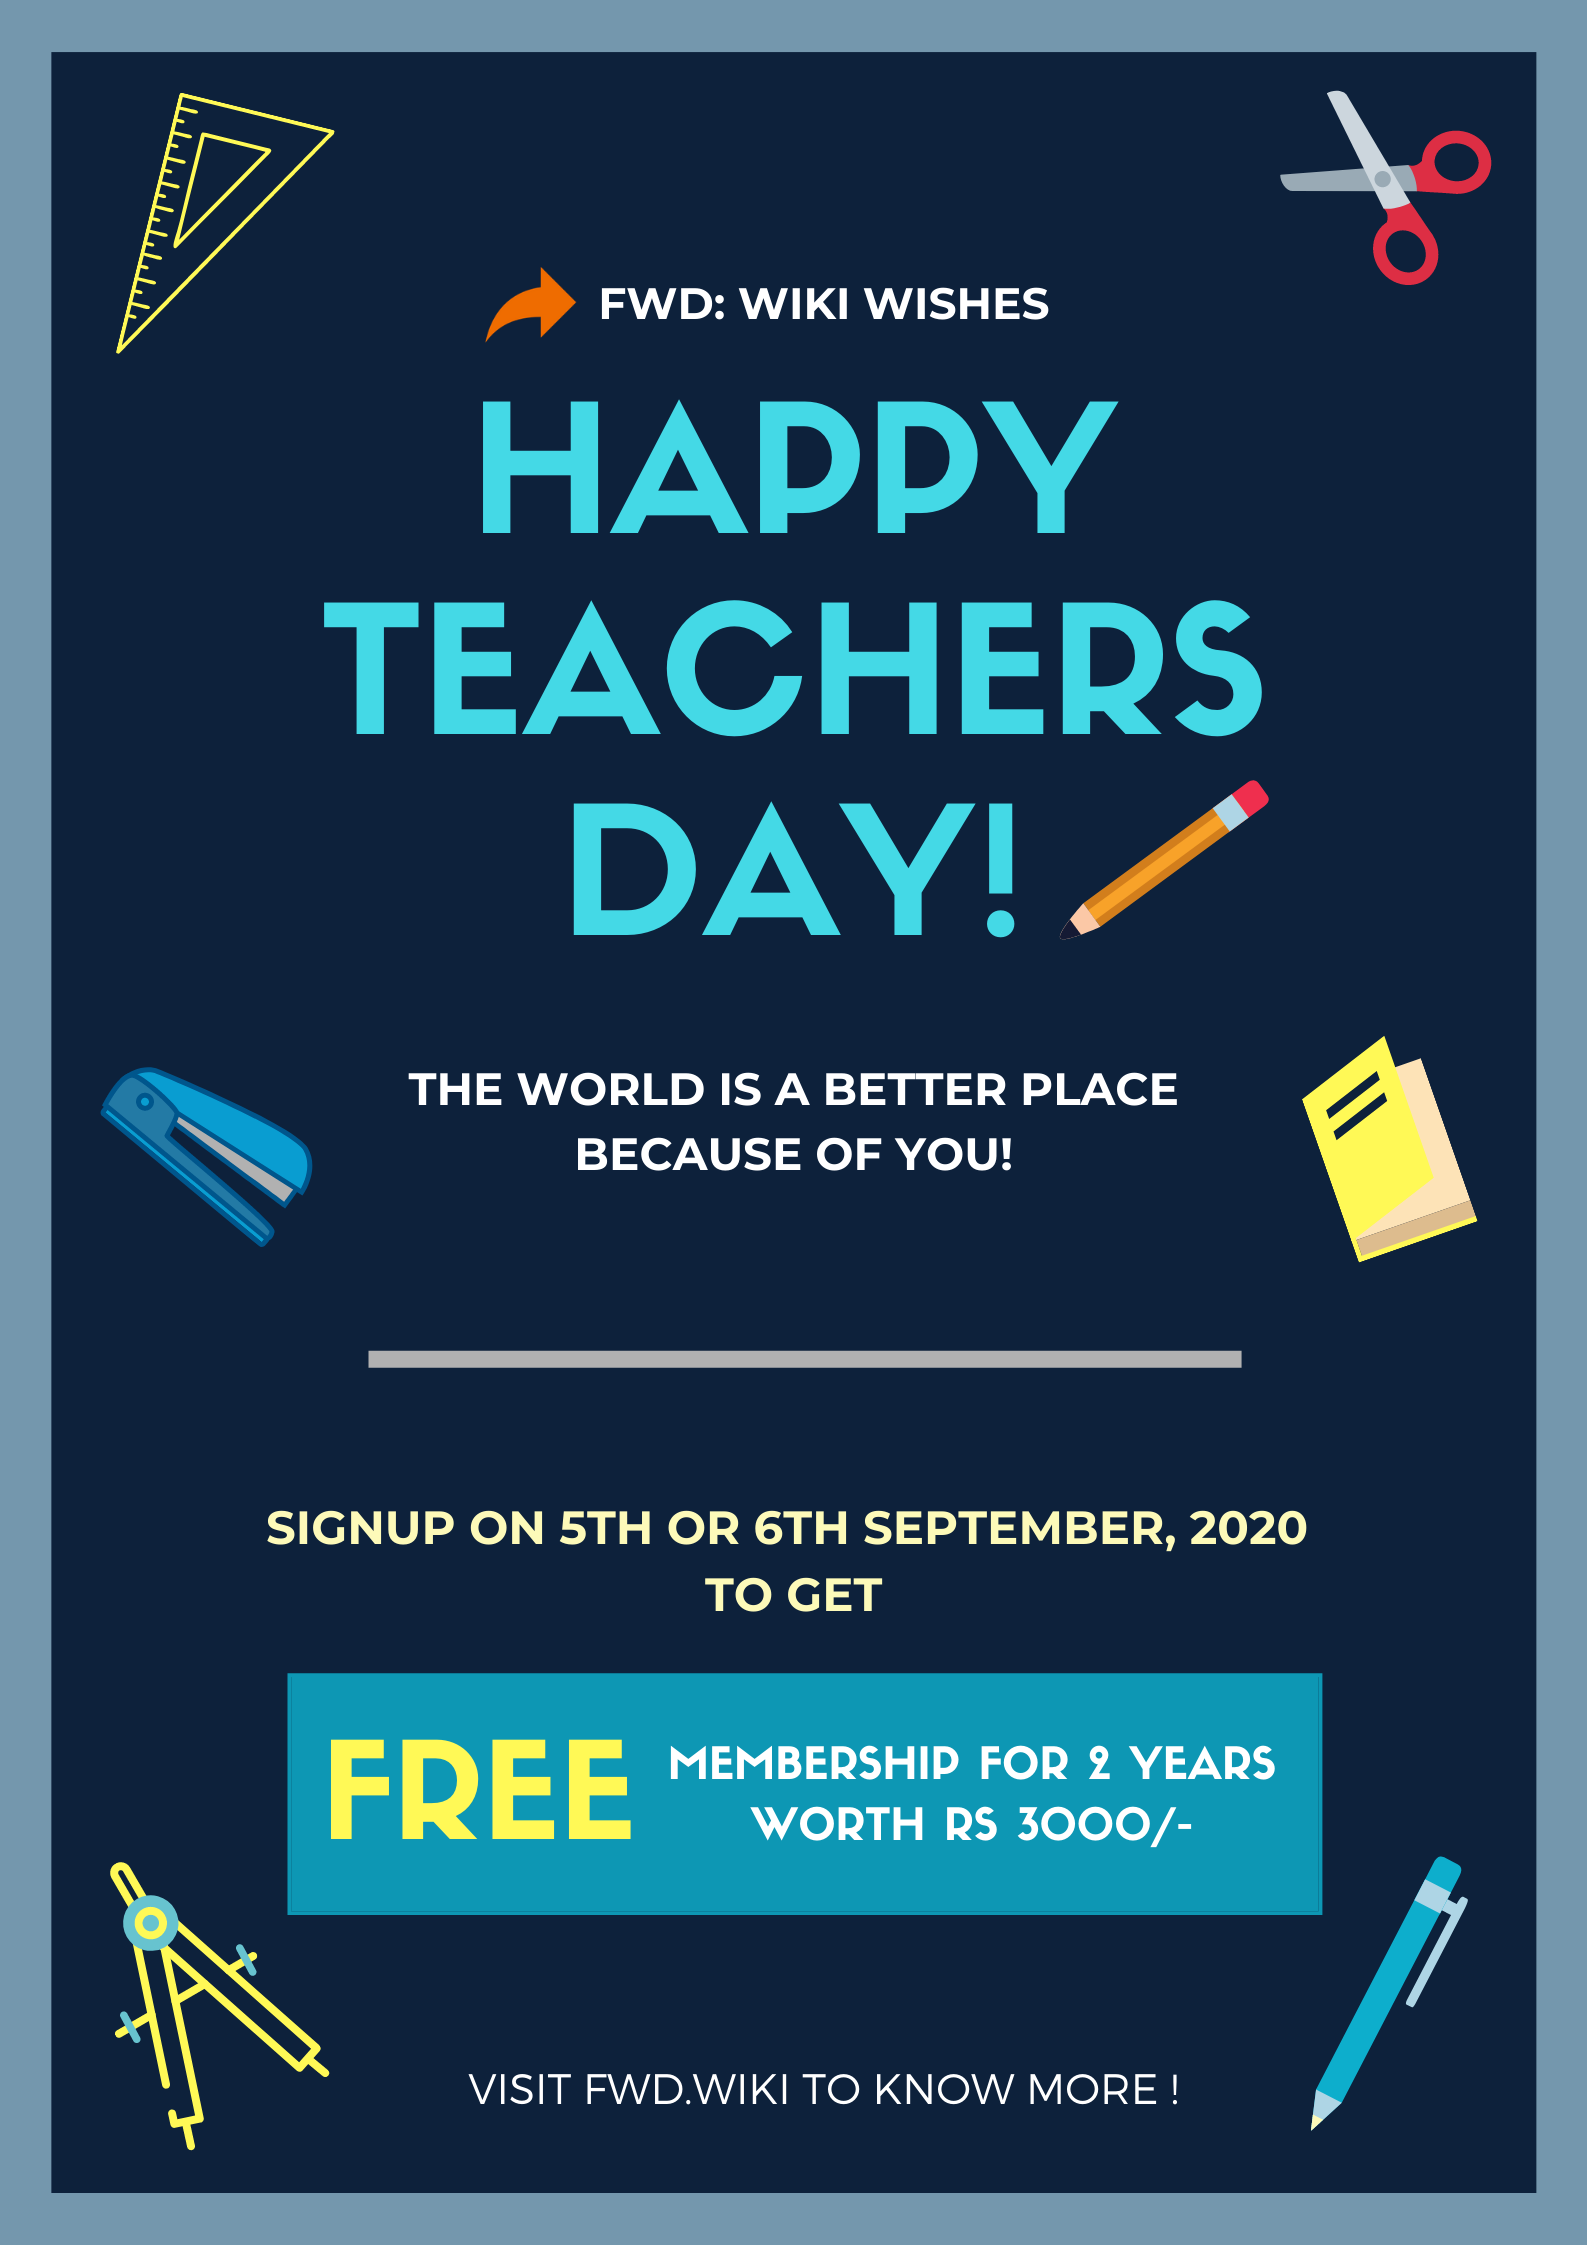 FWD: WIKI WISHES
HAPPY
TEACHERS
DAY!
THE WORLD IS A BETTER PLACE
BECAUSE OF YOU!
SIGNUP ON 5TH OR 6TH SEPTEMBER, 2020
TO GET
FREE
MEMBERSHIP FOR 2 YEARS
WORTH RS 3000/-
VISIT FWD.WIKI TO KNOW MORE !